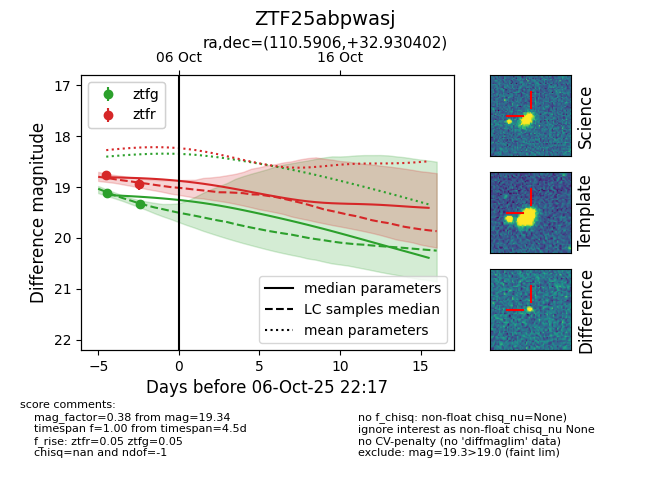 ZTF25abpwasj
ra,dec=(110.5906,+32.930402)
06 Oct
16 Oct
ztfg
ztfr
17
18
19
20
21
22
Difference magnitude
median parameters
LC samples median
mean parameters
−5
0
5
10
15
Days before 06-Oct-25 22:17
Science
Template
Difference
score comments:
mag_factor=0.38 from mag=19.34
timespan f=1.00 from timespan=4.5d
f_rise: ztfr=0.05 ztfg=0.05
chisq=nan and ndof=-1
no f_chisq: non-float chisq_nu=None)
ignore interest as non-float chisq_nu None
no CV-penalty (no 'diffmaglim' data)
exclude: mag=19.3>19.0 (faint lim)